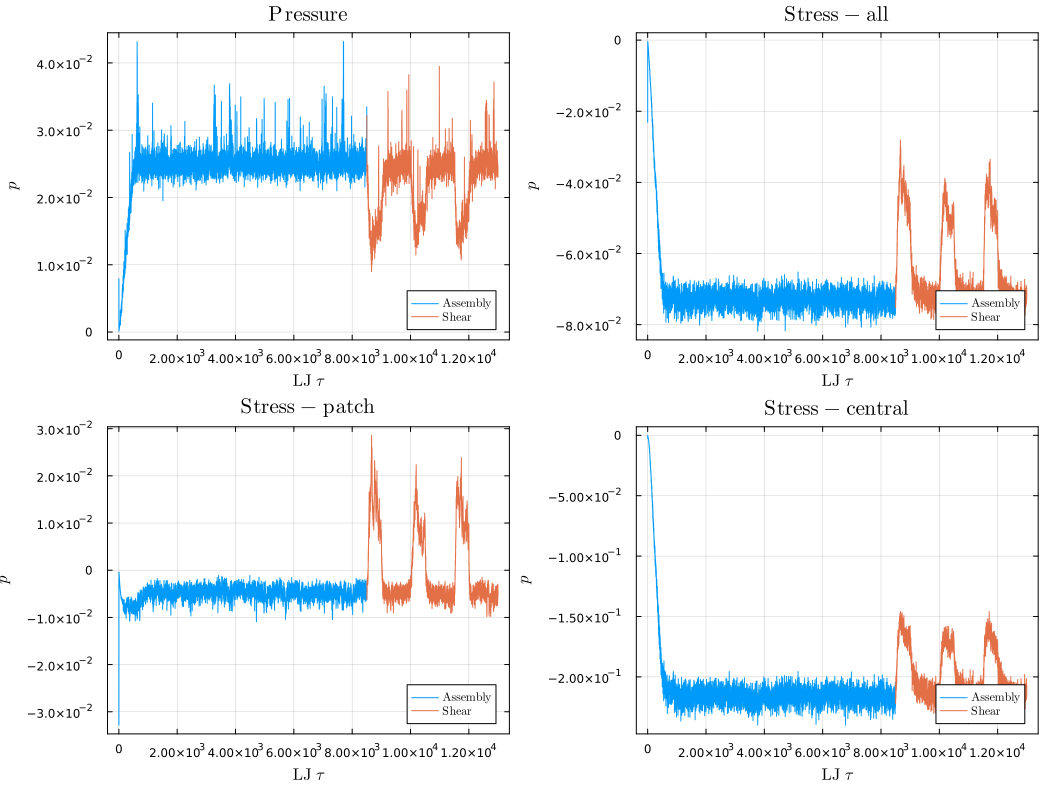 Pressure
4.0×10⁻²
3.0×10⁻²
2.0×10⁻²
1.0×10⁻²
0
p
0 2.00×10³ 4.00×10³ 6.00×10³ 8.00×10³ 1.00×10⁴ 1.20×10⁴
LJ τ
Assembly
Shear
Stress − all
0
−2.0×10⁻²
−4.0×10⁻²
−6.0×10⁻²
−8.0×10⁻²
p
0 2.00×10³ 4.00×10³ 6.00×10³ 8.00×10³ 1.00×10⁴ 1.20×10⁴
LJ τ
Assembly
Shear
Stress − patch
3.0×10⁻²
2.0×10⁻²
1.0×10⁻²
0
−1.0×10⁻²
−2.0×10⁻²
−3.0×10⁻²
p
0 2.00×10³ 4.00×10³ 6.00×10³ 8.00×10³ 1.00×10⁴ 1.20×10⁴
LJ τ
Assembly
Shear
Stress − central
0
−5.00×10⁻²
−1.00×10⁻¹
−1.50×10⁻¹
−2.00×10⁻¹
p
0 2.00×10³ 4.00×10³ 6.00×10³ 8.00×10³ 1.00×10⁴ 1.20×10⁴
LJ τ
Assembly
Shear